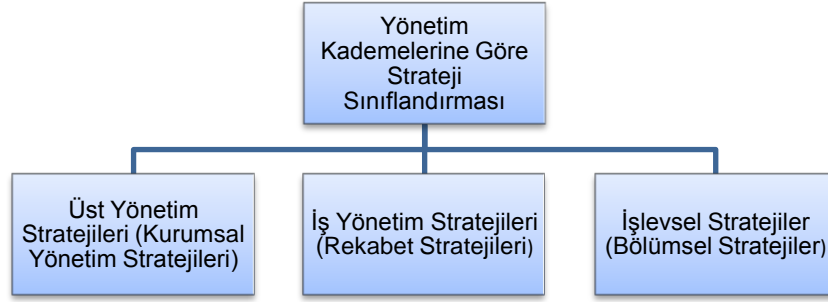 Yönetim
Kademelerine Göre
Strateji
Sınıflandırması
Üst Yönetim
Stratejileri (Kurumsal
Yönetim Stratejileri)
İş Yönetim Stratejileri
(Rekabet Stratejileri)
İşlevsel Stratejiler
(Bölümsel Stratejiler)